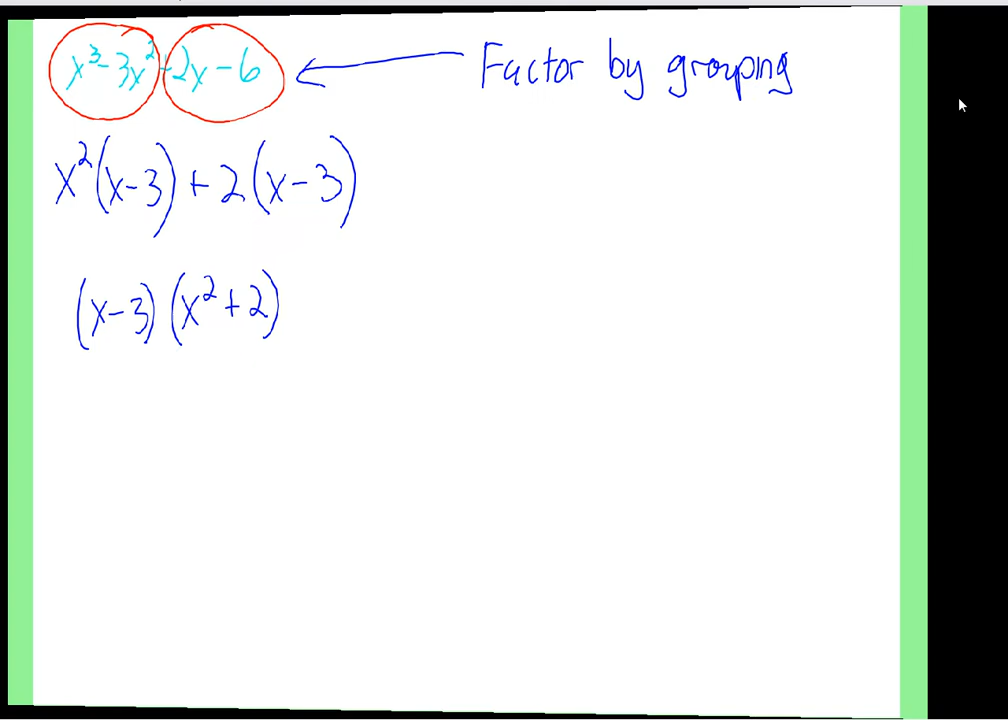 x³-3x²+2x-6 Factor by grouping
x²(x-3)+2(x-3)
(x-3)(x²+2)